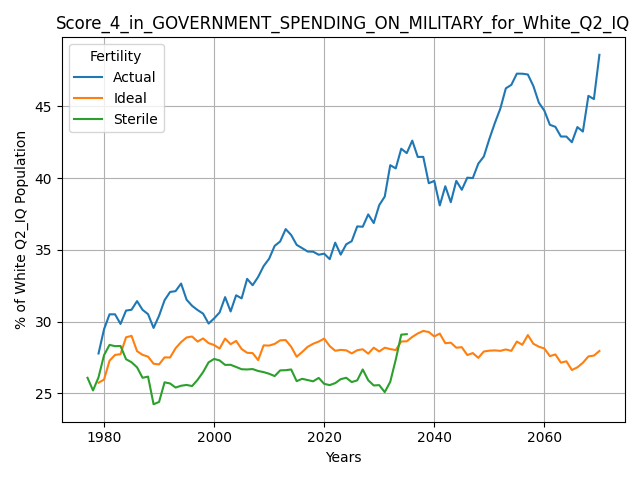 Score_4_in_GOVERNMENT_SPENDING_ON_MILITARY_for_White_Q2_IQ
Fertility
Actual
Ideal
Sterile
% of White Q2_IQ Population
45
40
35
30
25
1980
2000
2020
2040
2060
Years